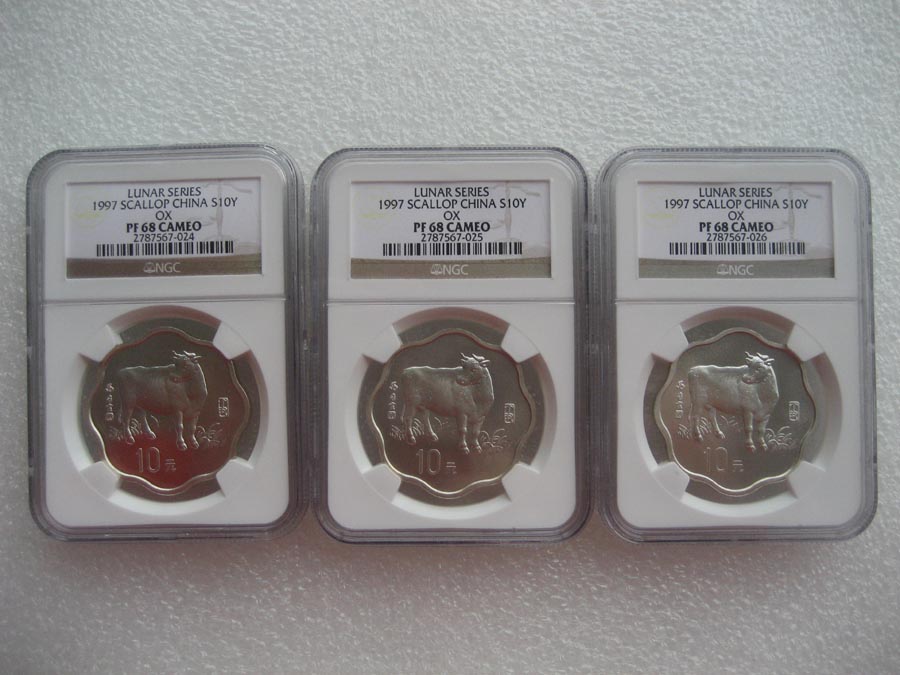 LUNAR SERIES
1997 SCALLOP CHINA S10Y
OX
PF 68 CAMEO
2787567-024
NGC
10元
LUNAR SERIES
1997 SCALLOP CHINA S10Y
OX
PF 68 CAMEO
2787567-025
NGC
10元
LUNAR SERIES
1997 SCALLOP CHINA S10Y
OX
PF 68 CAMEO
2787567-026
NGC
10元